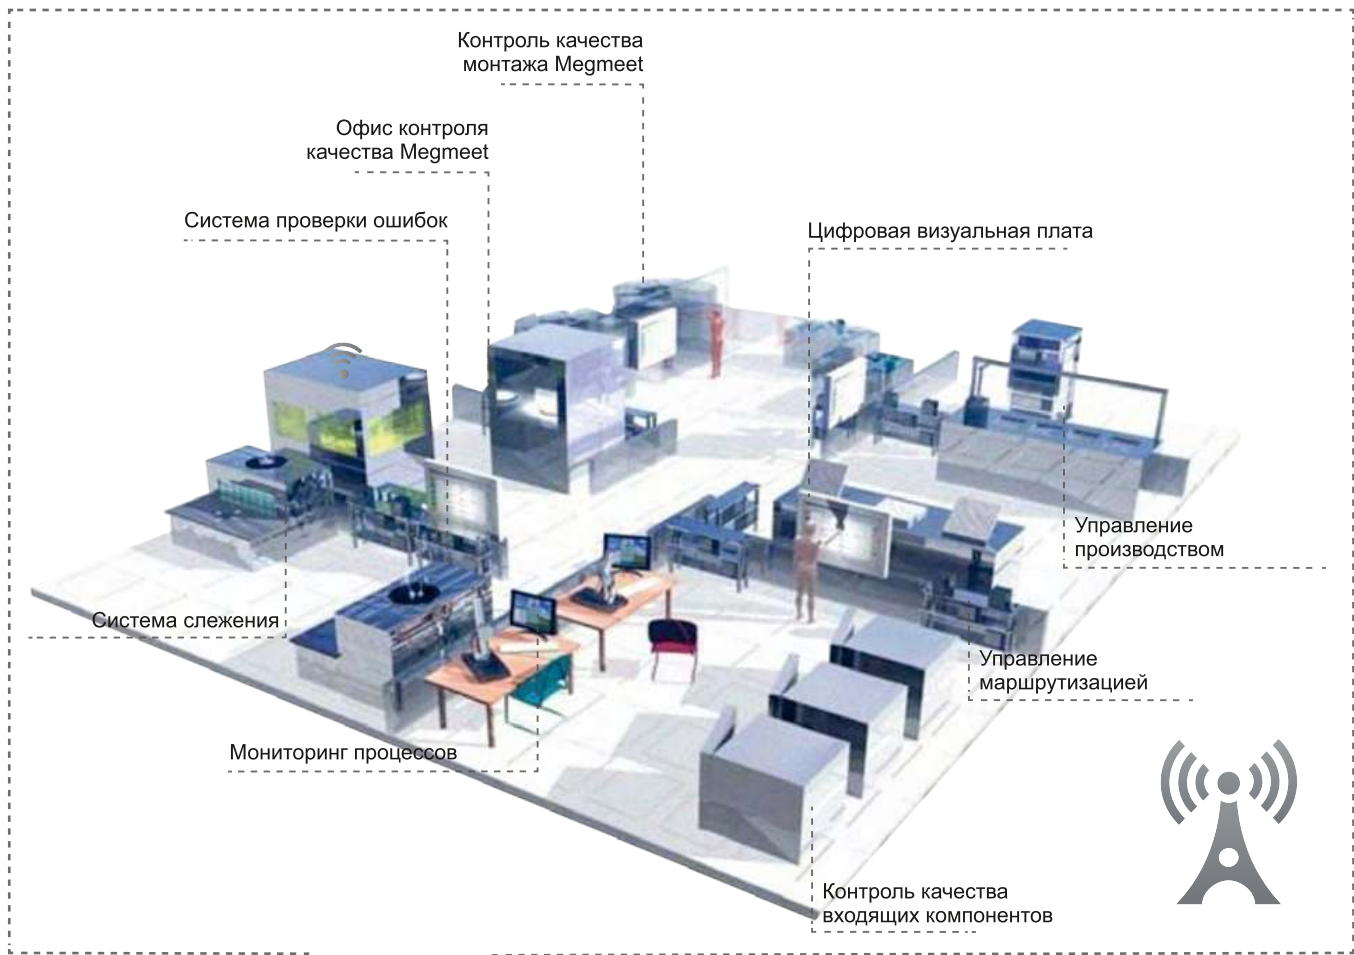 Контроль качества
монтажа Megmeet
Офис контроля
качества Megmeet
Система проверки ошибок
Цифровая визуальная плата
Управление
производством
Система слежения
Управление
маршрутизацией
Мониторинг процессов
Контроль качества
входящих компонентов